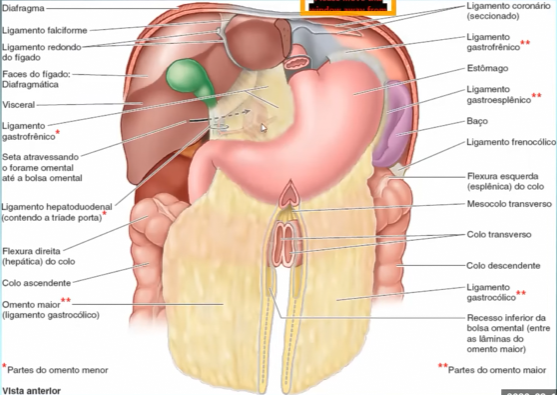 Diafragma
Ligamento falciforme
Ligamento redondo
do fígado
Faces do fígado:
Diafragmática
Visceral
Ligamento
gastrofrênico*
Seta atravessando
o forame omental
até a bolsa omental
Ligamento hepatoduodenal
(contendo a tríade porta)*
Flexura direita
(hepática) do colo
Colo ascendente
Omento maior**
(ligamento gastrocólico)
*Partes do omento menor
Vista anterior
Ligamento coronário
(seccionado)
Ligamento
gastrofrênico**
Estômago
Ligamento
gastroesplênico**
Baço
Ligamento frenocólico
Flexura esquerda
(esplênica) do colo
Mesocolo transverso
Colo transverso
Colo descendente
Ligamento
gastrocólico**
Recesso inferior da
bolsa omental (entre
as lâminas do
omento maior)
**Partes do omento maior